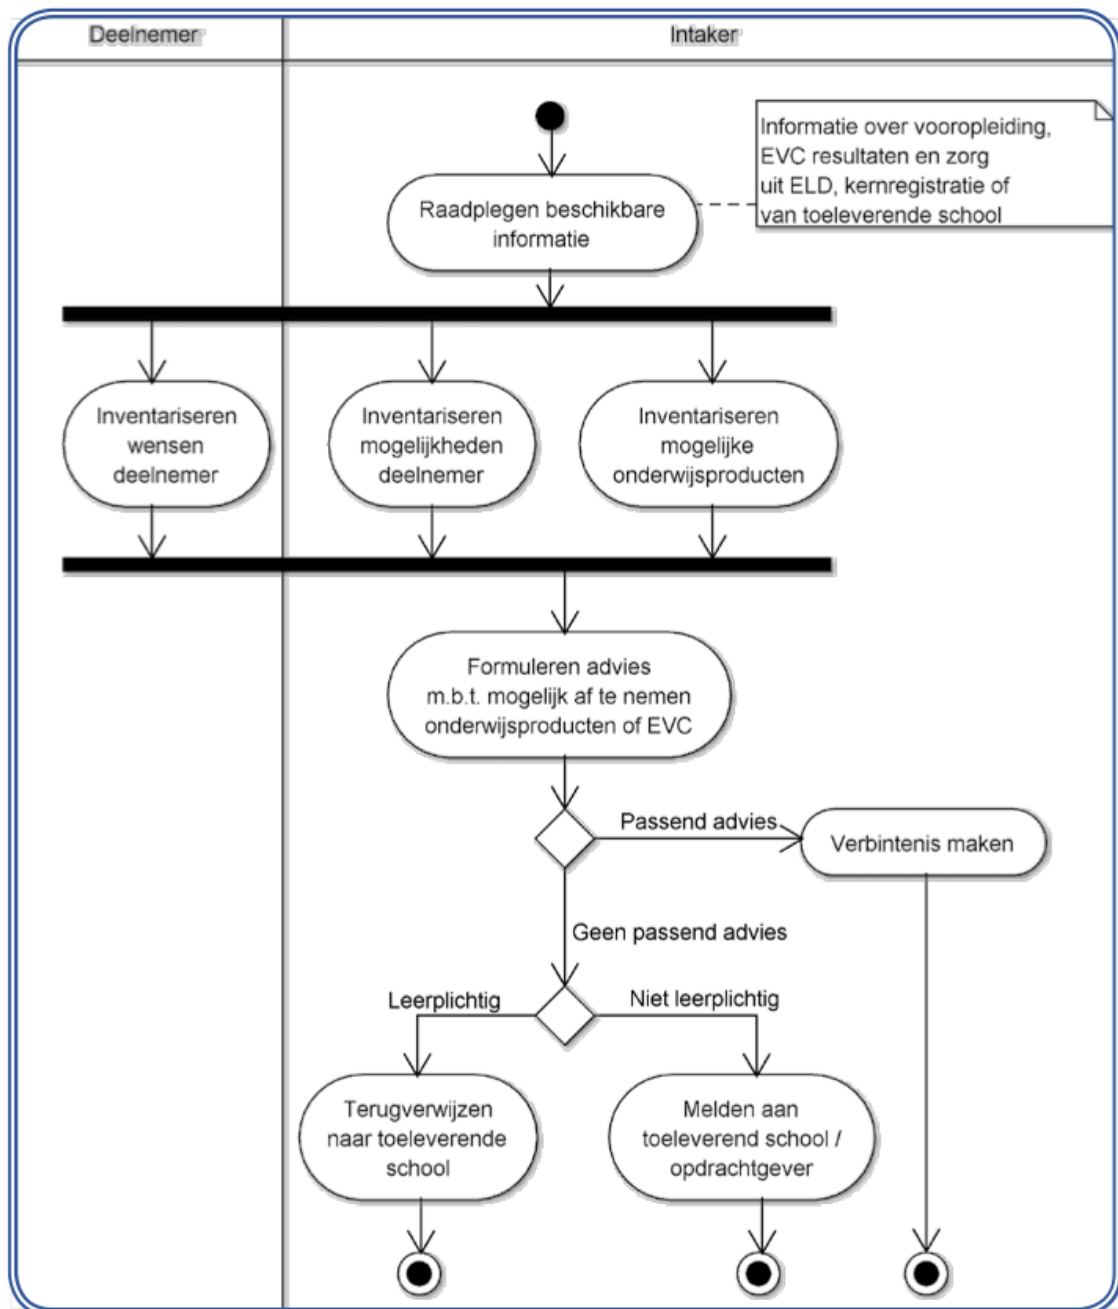 Deelnemer
Intaker
Informatie over vooropleiding,
EVC resultaten en zorg
uit ELD, kernregistratie of
van toeleverende school
Raadplegen beschikbare
informatie
Inventariseren
wensen
deelnemer
Inventariseren
mogelijkheden
deelnemer
Inventariseren
mogelijke
onderwijsproducten
Formuleren advies
m.b.t. mogelijk af te nemen
onderwijsproducten of EVC
Passend advies
Verbintenis maken
Geen passend advies
Leerplichtig
Niet leerplichtig
Terugverwijzen
naar toeleverende
school
Melden aan
toeleverend school /
opdrachtgever